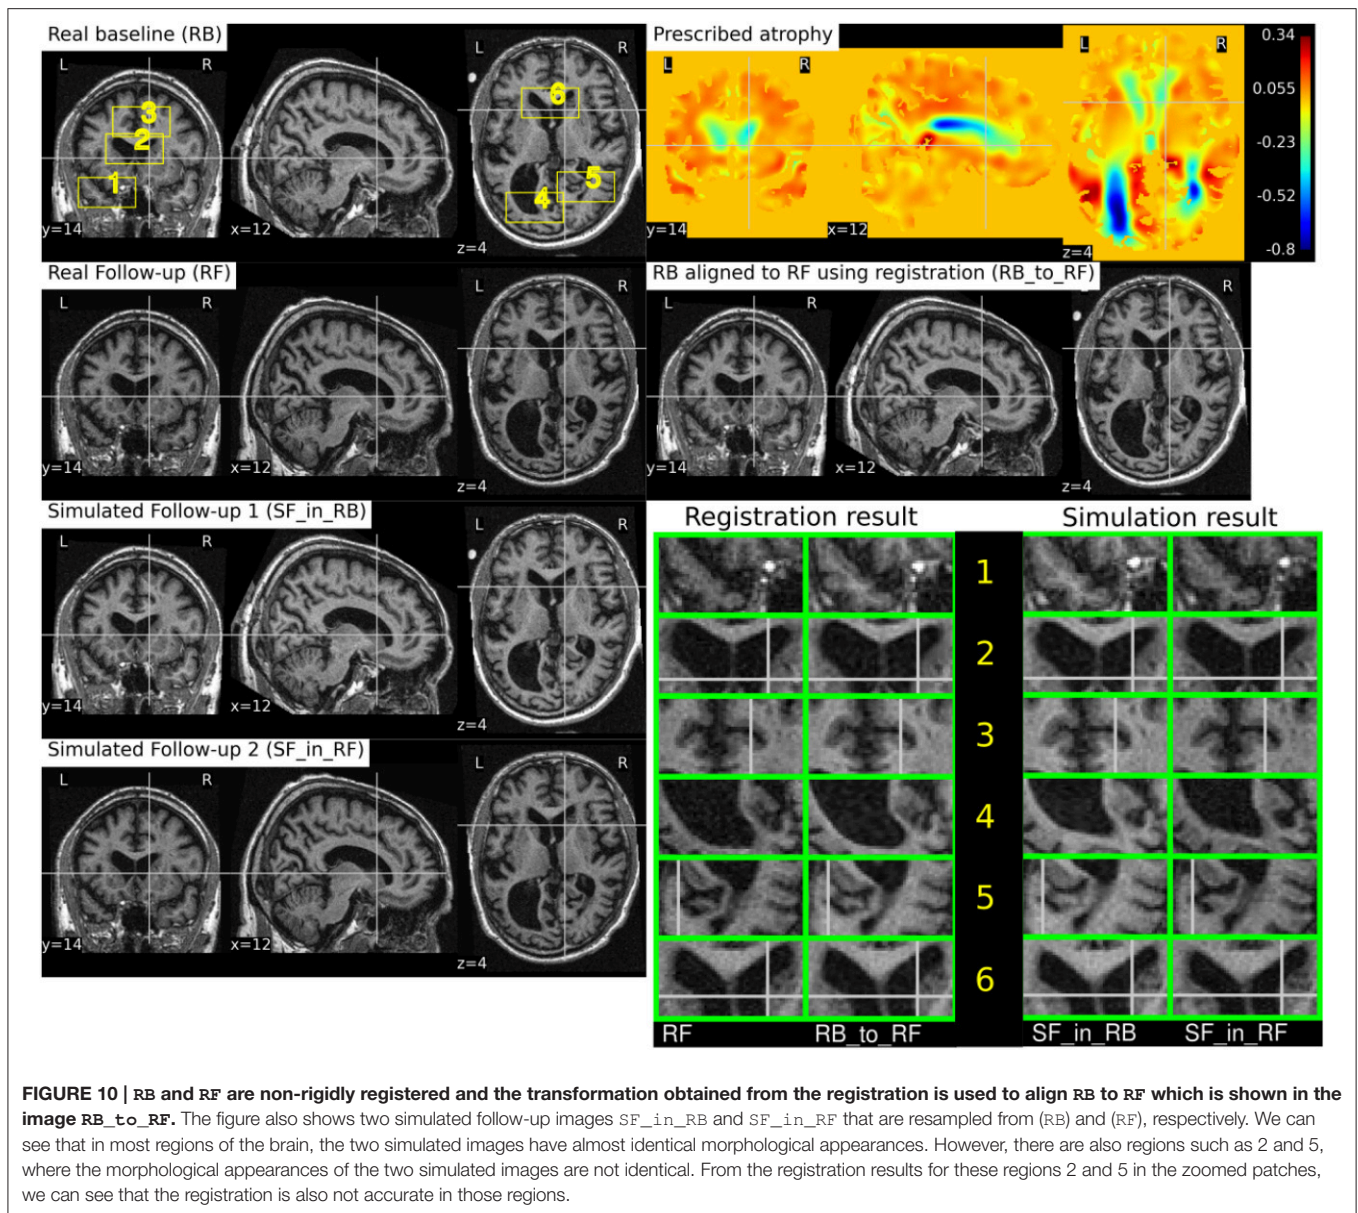 Real baseline (RB)
L R
3
2
1
y=14
x=12
L R
6
5
4
z=4
Prescribed atrophy
L R
y=14
x=12
L R
z=4
0.34
0.055
-0.23
-0.52
-0.8
Real Follow-up (RF)
L R
y=14
x=12
L R
z=4
RB aligned to RF using registration (RB_to_RF)
L R
y=14
x=12
L R
z=4
Simulated Follow-up 1 (SF_in_RB)
L R
y=14
x=12
L R
z=4
Simulated Follow-up 2 (SF_in_RF)
L R
y=14
x=12
L R
z=4
Registration result Simulation result
1
2
3
4
5
6
RF RB_to_RF SF_in_RB SF_in_RF
FIGURE 10 | RB and RF are non-rigidly registered and the transformation obtained from the registration is used to align RB to RF which is shown in the
image RB_to_RF. The figure also shows two simulated follow-up images SF_in_RB and SF_in_RF that are resampled from (RB) and (RF), respectively. We can
see that in most regions of the brain, the two simulated images have almost identical morphological appearances. However, there are also regions such as 2 and 5,
where the morphological appearances of the two simulated images are not identical. From the registration results for these regions 2 and 5 in the zoomed patches,
we can see that the registration is also not accurate in those regions.